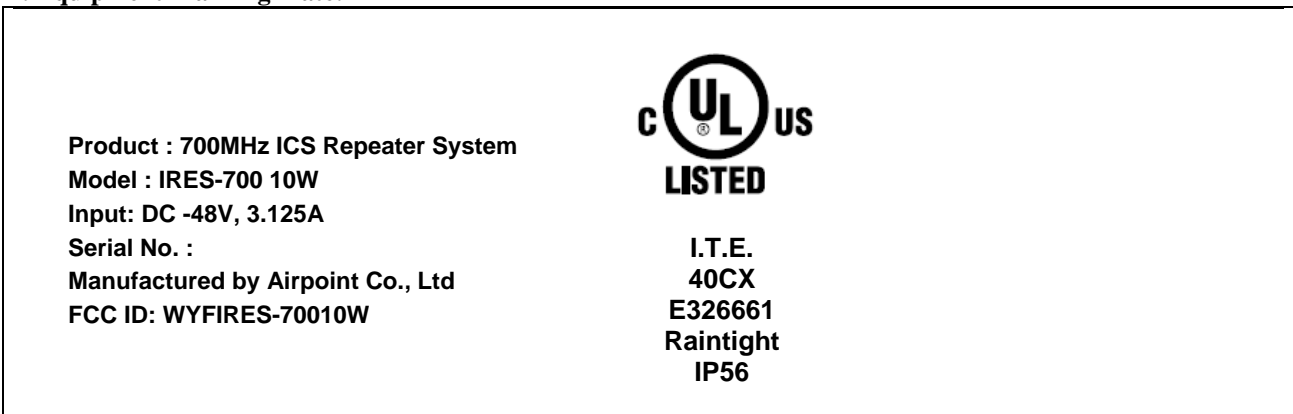 Product : 700MHz ICS Repeater System
Model : IRES-700 10W
Input: DC -48V, 3.125A
Serial No. :
Manufactured by Airpoint Co., Ltd
FCC ID: WYFIRES-70010W
C UL ® US
LISTED
I.T.E.
40CX
E326661
Raintight
IP56